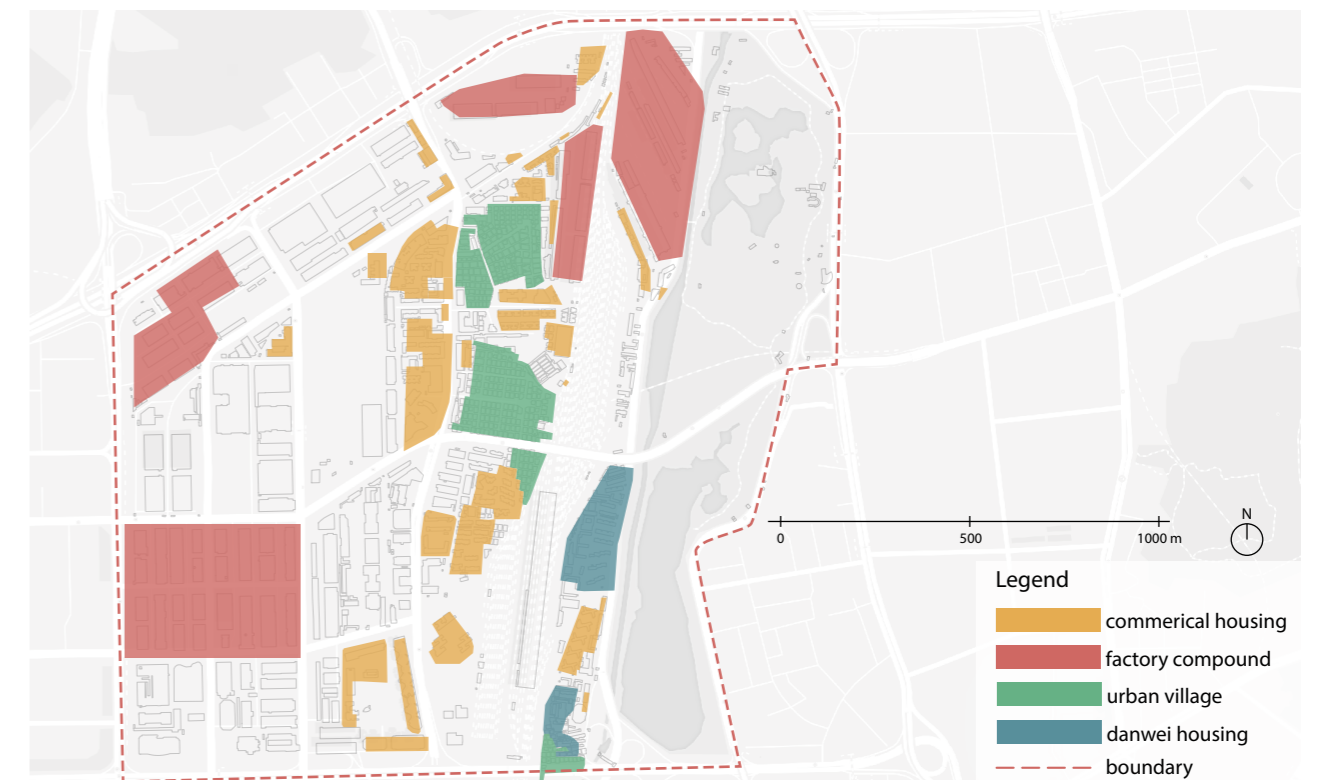 N
0 500 1000 m
Legend
commerical housing
factory compound
urban village
danwei housing
boundary